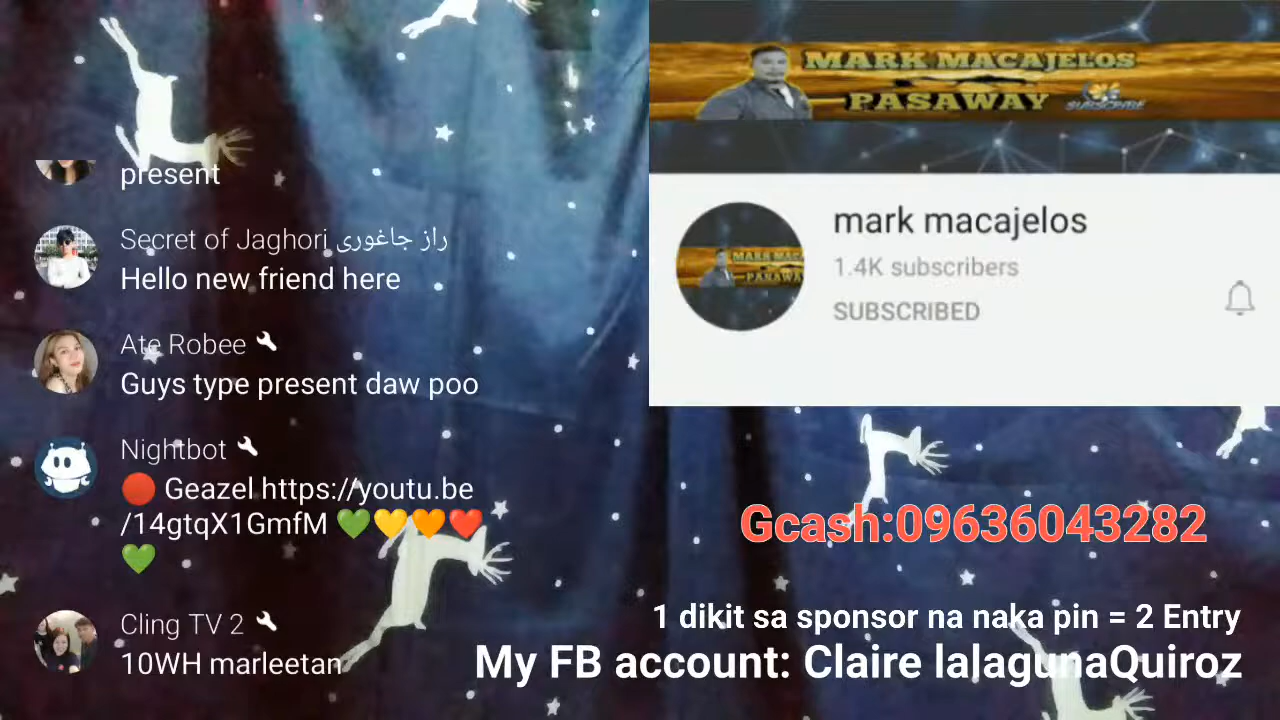 present
Secret of Jaghori راز جاغوری
Hello new friend here
Ate Robee
Guys type present daw poo
Nightbot
🔴 Geazel https://youtu.be
/14gtqX1GmfM 💚💛🧡❤️
💚
Cling TV 2
10WH marleetan
MARK MACAJELOS
PASAWAY
SUBSCRIBE
mark macajelos
1.4K subscribers
SUBSCRIBED
Gcash:09636043282
1 dikit sa sponsor na naka pin = 2 Entry
My FB account: Claire lalagunaQuiroz